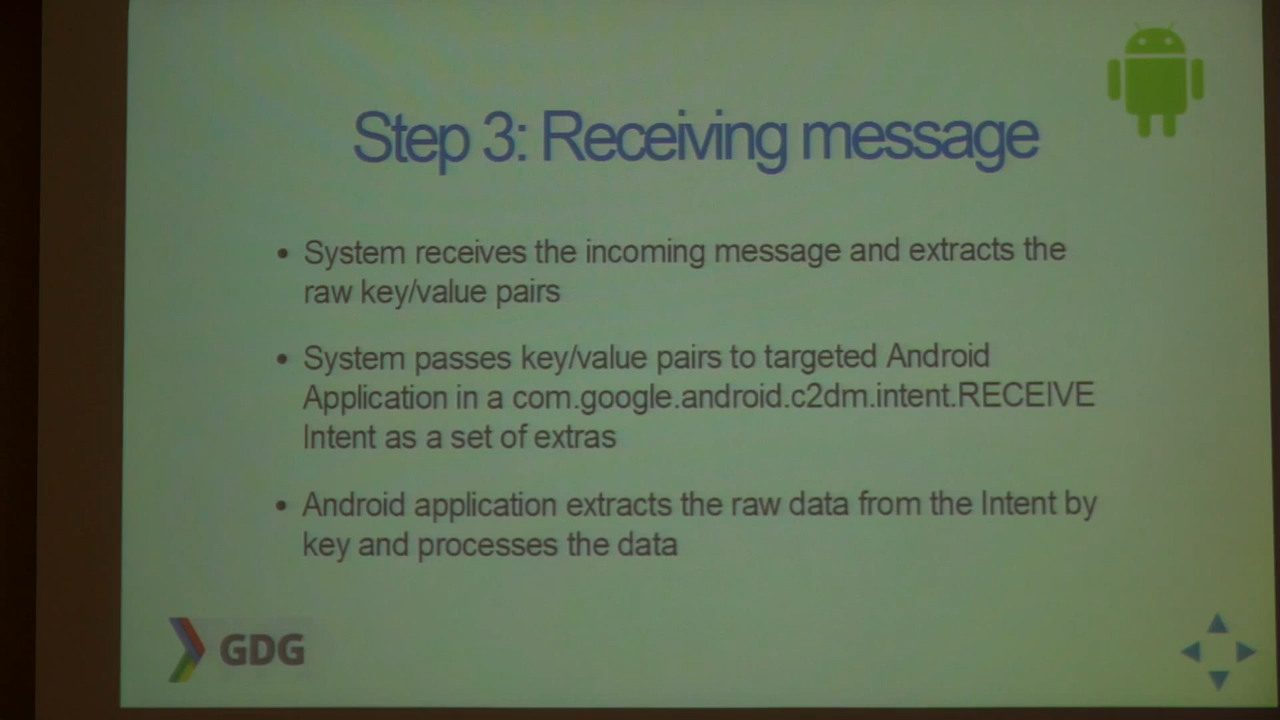 Step 3: Receiving message
• System receives the incoming message and extracts the
raw key/value pairs
• System passes key/value pairs to targeted Android
Application in a com.google.android.c2dm.intent.RECEIVE
Intent as a set of extras
• Android application extracts the raw data from the Intent by
key and processes the data
GDG